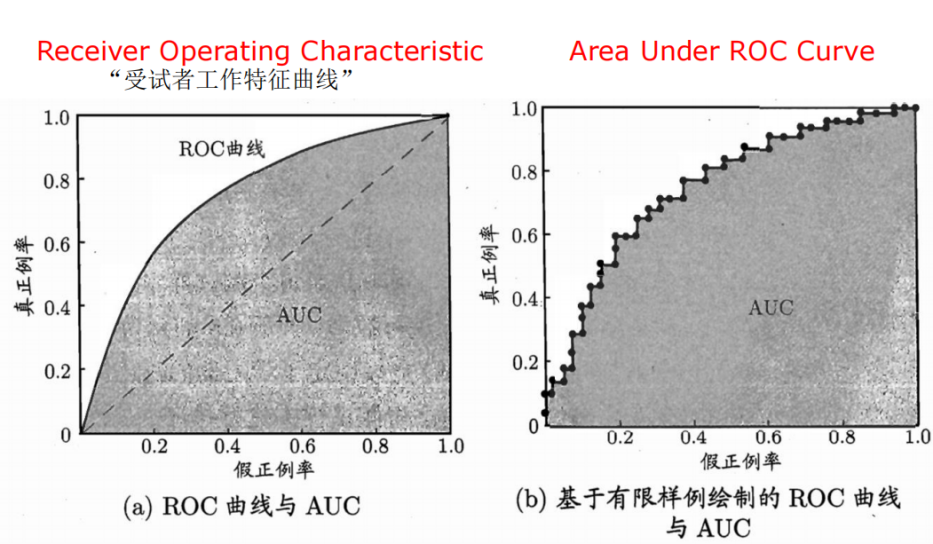 Receiver Operating Characteristic
“受试者工作特征曲线”
Area Under ROC Curve
1.0
0.8
0.6
0.4
0.2
0
真正例率
ROC曲线
AUC
0.2 0.4 0.6 0.8 1.0
假正例率
(a) ROC 曲线与 AUC
1.0
0.8
0.6
0.4
0.2
0
真正例率
AUC
0.2 0.4 0.6 0.8 1.0
假正例率
(b) 基于有限样例绘制的 ROC 曲线
与 AUC